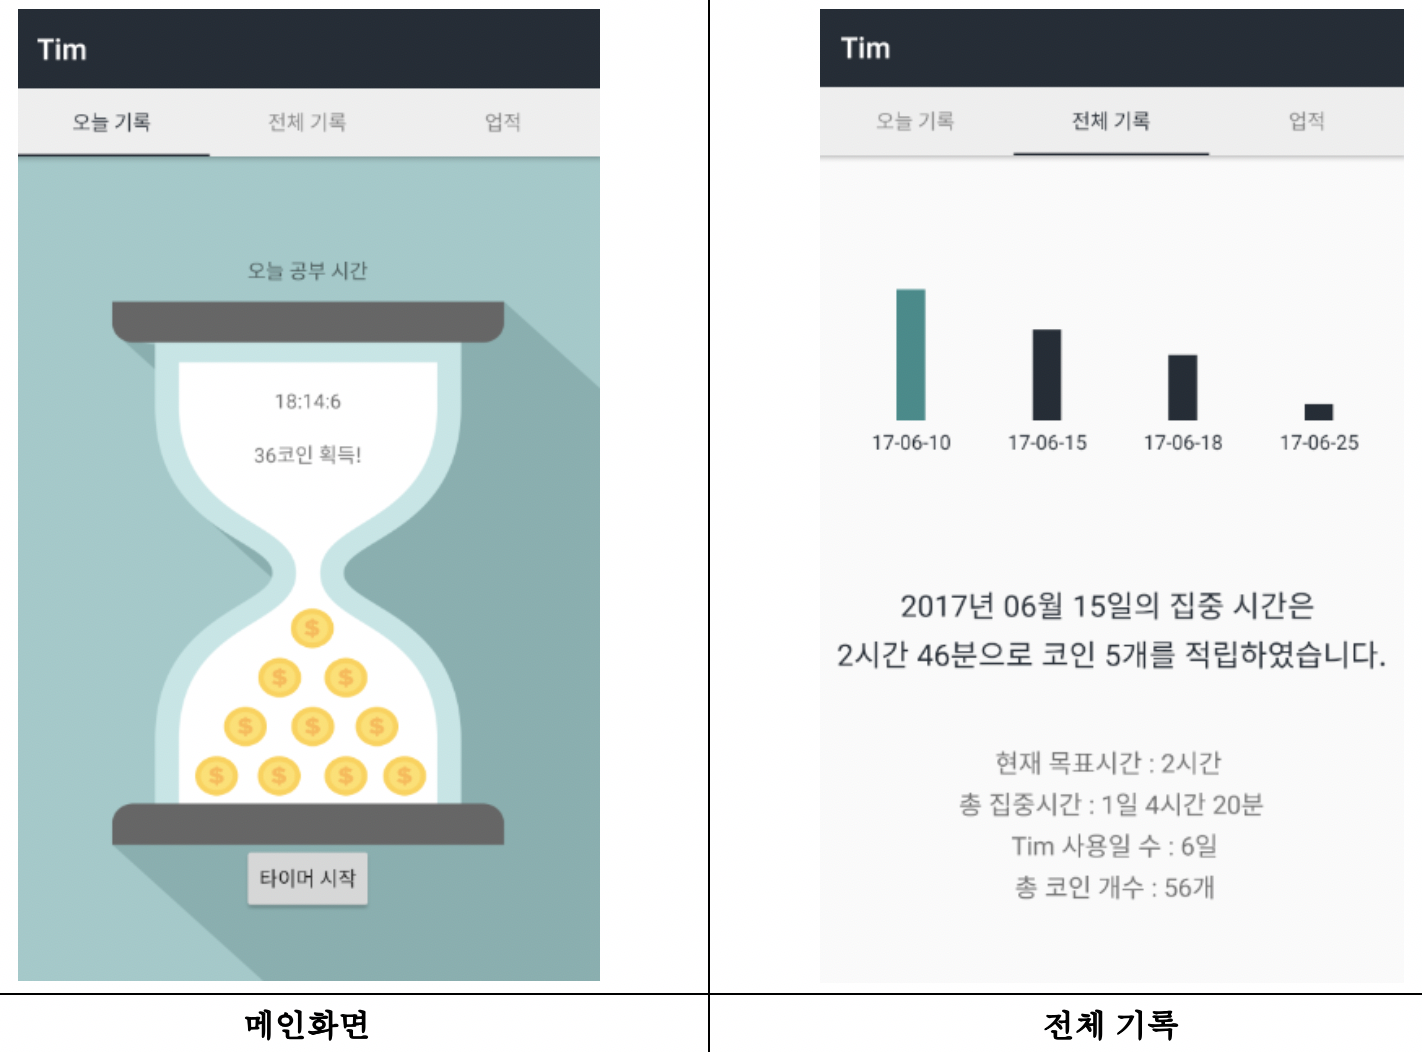 Tim
오늘 기록 전체 기록 업적
오늘 공부 시간
18:14:6
36코인 획득!
$
$ $
$ $ $
$ $ $ $
타이머 시작
메인화면
Tim
오늘 기록 전체 기록 업적
17-06-10 17-06-15 17-06-18 17-06-25
2017년 06월 15일의 집중 시간은
2시간 46분으로 코인 5개를 적립하였습니다.
현재 목표시간 : 2시간
총 집중시간 : 1일 4시간 20분
Tim 사용일 수 : 6일
총 코인 개수 : 56개
전체 기록